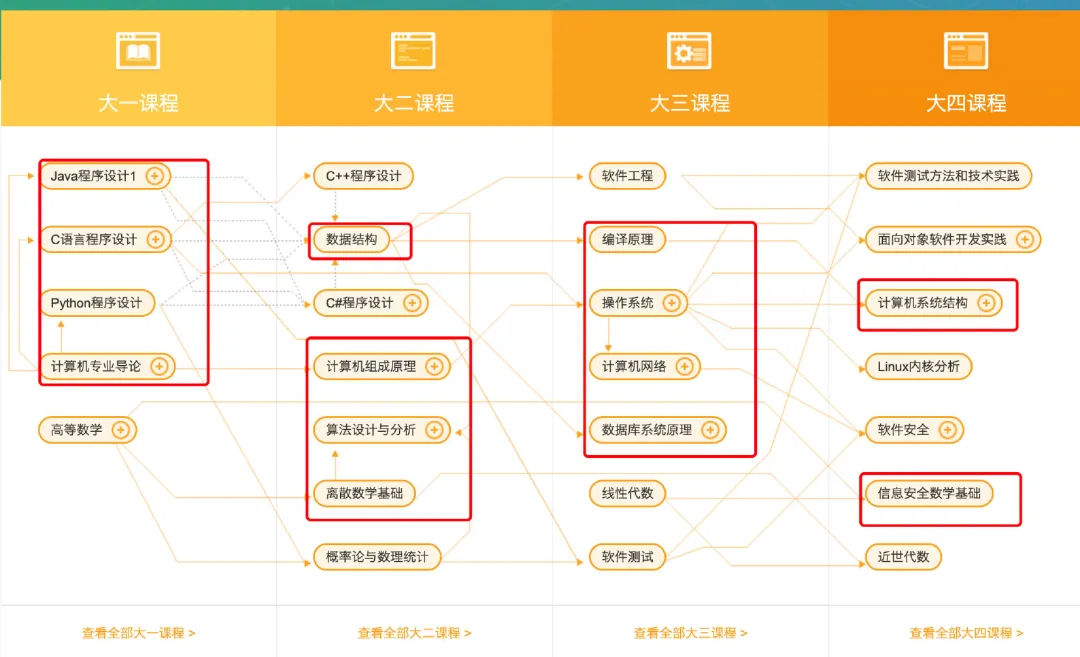 大一课程
大二课程
大三课程
大四课程
Java程序设计1
C语言程序设计
Python程序设计
计算机专业导论
高等数学
C++程序设计
数据结构
C#程序设计
计算机组成原理
算法设计与分析
离散数学基础
概率论与数理统计
软件工程
编译原理
操作系统
计算机网络
数据库系统原理
线性代数
软件测试
软件测试方法和技术实践
面向对象软件开发实践
计算机系统结构
Linux内核分析
软件安全
信息安全数学基础
近世代数
查看全部大一课程 >
查看全部大二课程 >
查看全部大三课程 >
查看全部大四课程 >